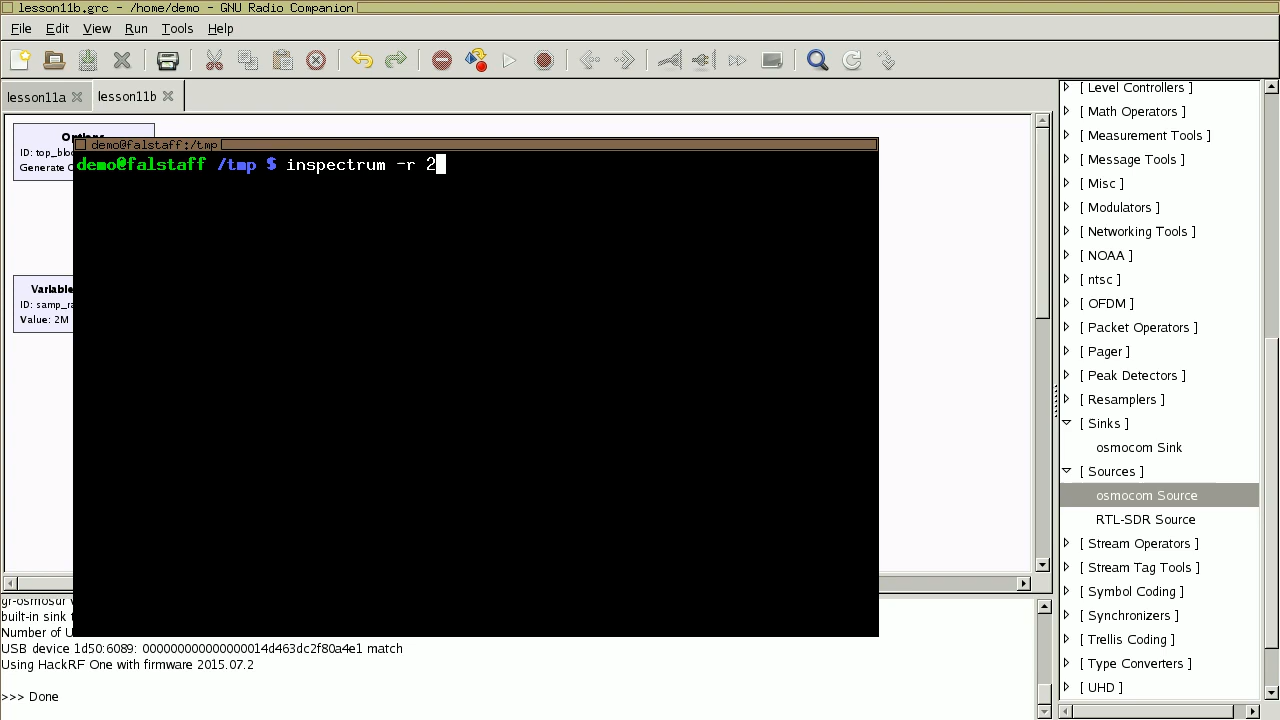 lesson11b.grc - /home/demo - GNU Radio Companion
File Edit View Run Tools Help
lesson11a lesson11b
ID: top_blo
Generate O
Variable
ID: samp_ra
Value: 2M
demo@falstaff:/tmp
demo@falstaff /tmp $ inspectrum -r 2
[ Level Controllers ]
[ Math Operators ]
[ Measurement Tools ]
[ Message Tools ]
[ Misc ]
[ Modulators ]
[ Networking Tools ]
[ NOAA ]
[ ntsc ]
[ OFDM ]
[ Packet Operators ]
[ Pager ]
[ Peak Detectors ]
[ Resamplers ]
[ Sinks ]
osmocom Sink
[ Sources ]
osmocom Source
RTL-SDR Source
[ Stream Operators ]
[ Stream Tag Tools ]
[ Symbol Coding ]
[ Synchronizers ]
[ Trellis Coding ]
[ Type Converters ]
[ UHD ]
built-in sink
Number of U
USB device 1d50:6089: 000000000000000014d463dc2f80a4e1 match
Using HackRF One with firmware 2015.07.2
>>> Done